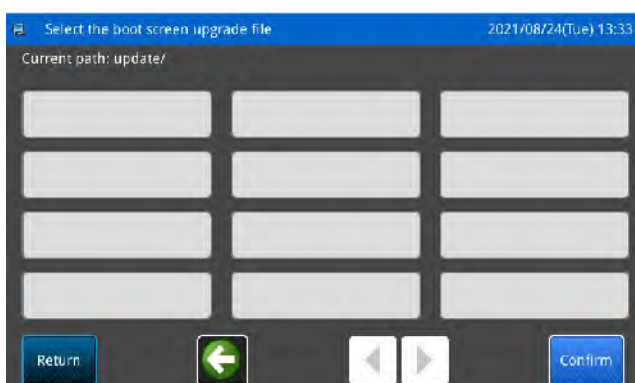 Select the boot screen upgrade file 2021/08/24(Tue) 13:33
Current path: update/
Return Confirm